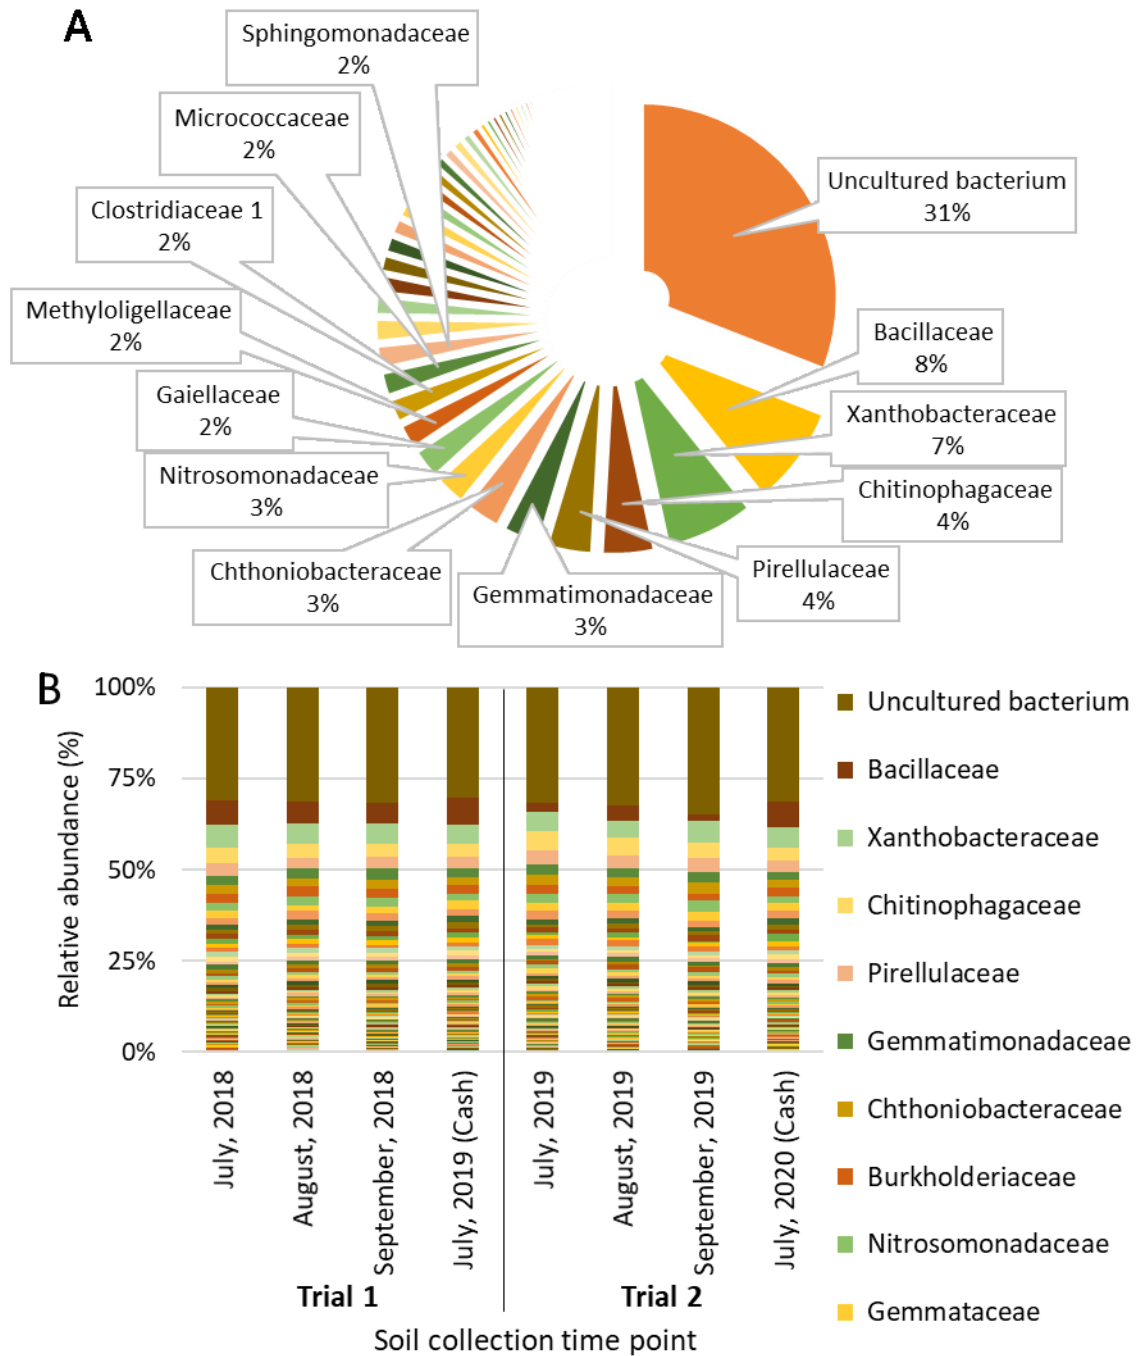 A
Sphingomonadaceae
2%
Micrococcaceae
2%
Clostridiaceae 1
2%
Methyloligellaceae
2%
Gaiellaceae
2%
Nitrosomonadaceae
3%
Chthoniobacteraceae
3%
Gemmatimonadaceae
3%
Uncultured bacterium
31%
Bacillaceae
8%
Xanthobacteraceae
7%
Chitinophagaceae
4%
Pirellulaceae
4%
B
Relative abundance (%)
100%
75%
50%
25%
0%
July, 2018
August, 2018
September, 2018
July, 2019 (Cash)
July, 2019
August, 2019
September, 2019
July, 2020 (Cash)
Trial 1
Trial 2
Soil collection time point
Uncultured bacterium
Bacillaceae
Xanthobacteraceae
Chitinophagaceae
Pirellulaceae
Gemmatimonadaceae
Chthoniobacteraceae
Burkholderiaceae
Nitrosomonadaceae
Gemmataceae